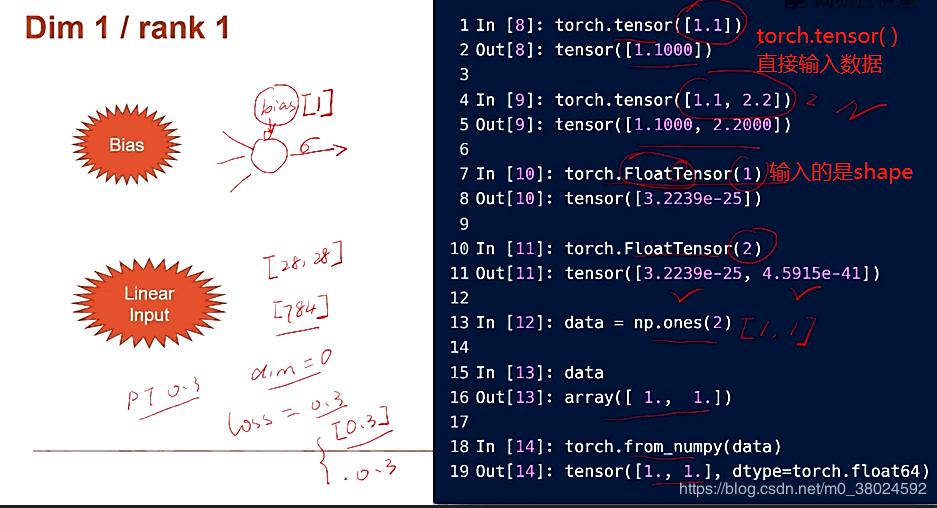 Dim 1 / rank 1
Bias
bias [1]
σ
Linear
Input
[28,28]
[784]
dim=0
PT 0.3
loss = 0.3
[0.3]
.0.3
1 In [8]: torch.tensor([1.1])
2 Out[8]: tensor([1.1000])
3
4 In [9]: torch.tensor([1.1, 2.2]) 2
5 Out[9]: tensor([1.1000, 2.2000])
6
7 In [10]: torch.FloatTensor(1)
8 Out[10]: tensor([3.2239e-25])
9
10 In [11]: torch.FloatTensor(2)
11 Out[11]: tensor([3.2239e-25, 4.5915e-41])
12
13 In [12]: data = np.ones(2) [1,1]
14
15 In [13]: data
16 Out[13]: array([ 1.,  1.])
17
18 In [14]: torch.from_numpy(data)
19 Out[14]: tensor([1., 1.], dtype=torch.float64)
torch.tensor( )
直接输入数据
输入的是shape
https://blog.csdn.net/m0_38024592